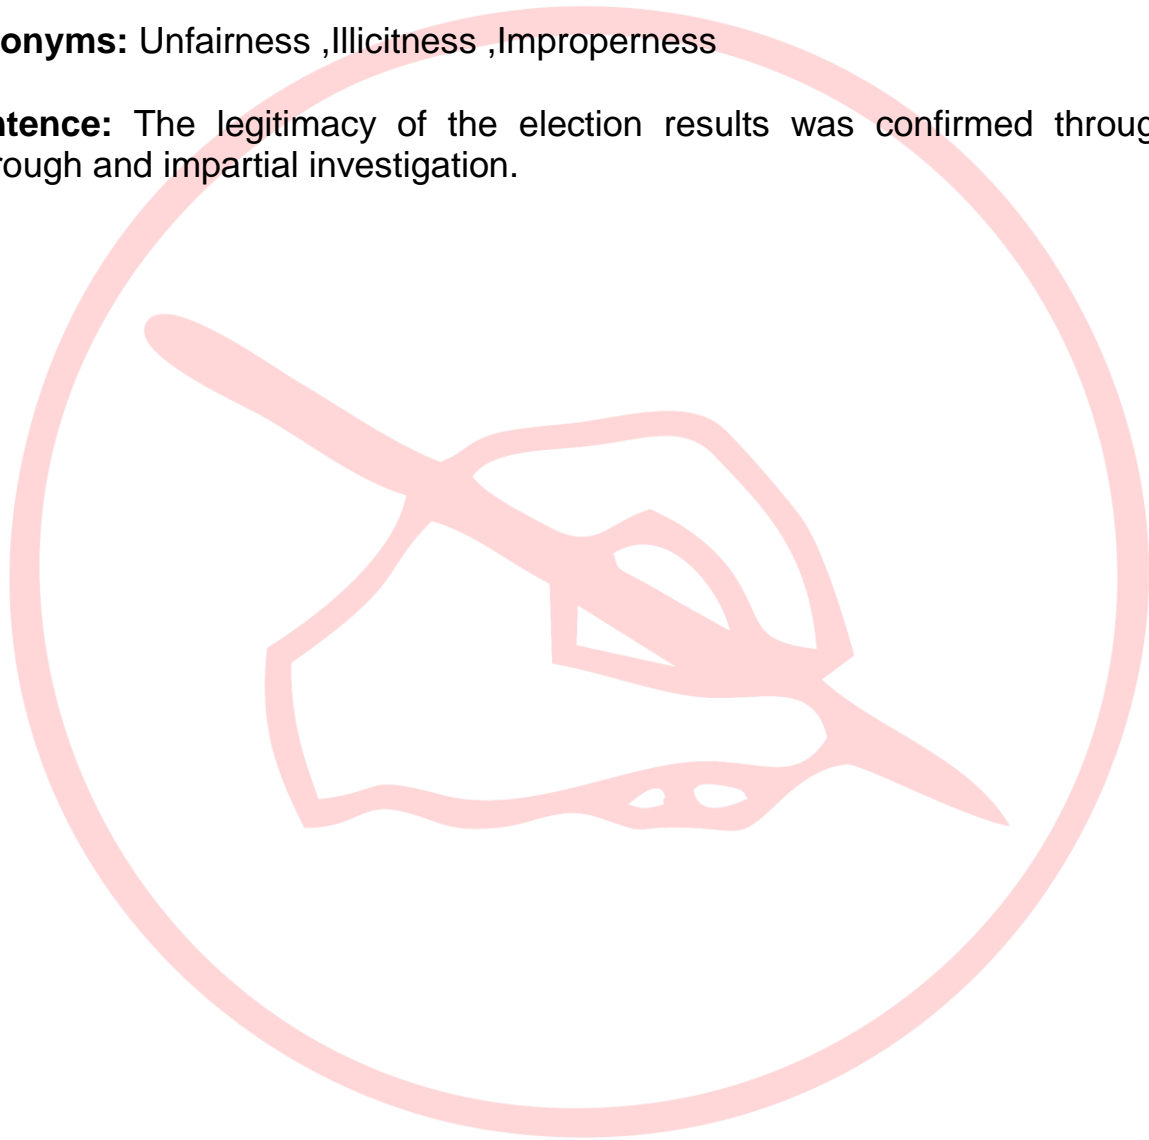 onyms: Unfairness ,Illicitness ,Improperness
ntence: The legitimacy of the election results was confirmed throug
rough and impartial investigation.